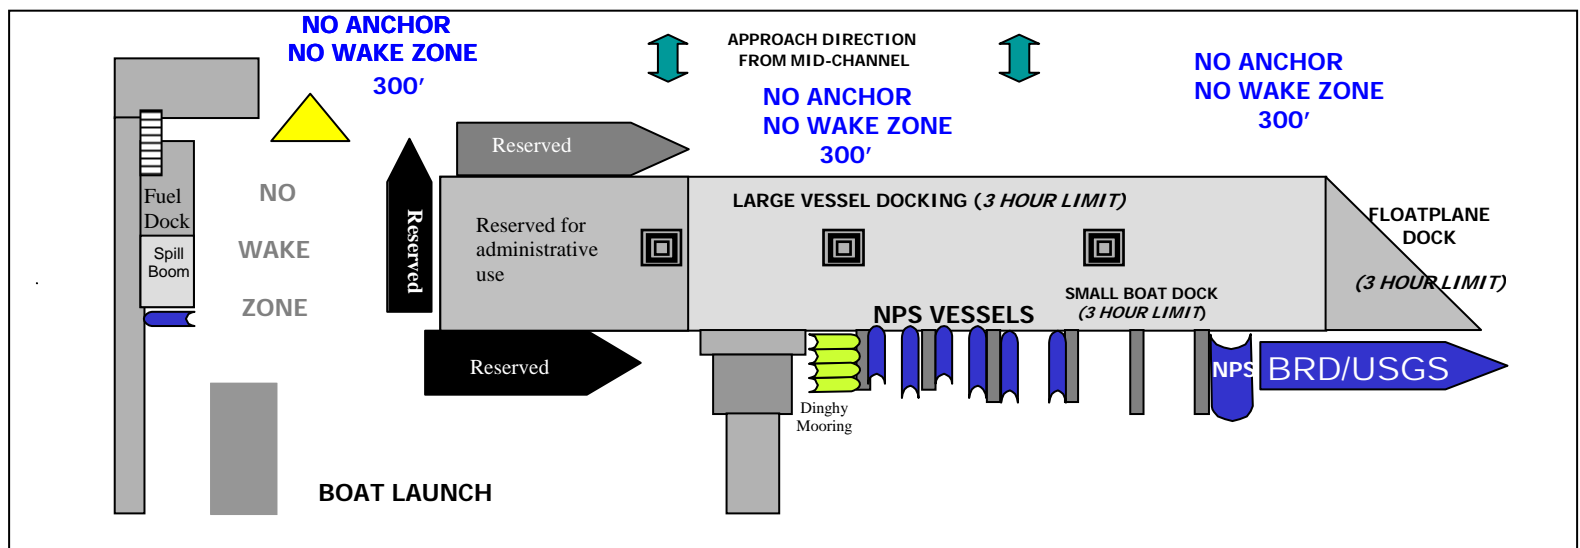 NO ANCHOR
NO WAKE ZONE
300'
APPROACH DIRECTION
FROM MID-CHANNEL
NO ANCHOR
NO WAKE ZONE
300'
NO ANCHOR
NO WAKE ZONE
300'
Reserved
Fuel
Dock
Spill
Boom
NO
WAKE
ZONE
Reserved
Reserved for
administrative
use
LARGE VESSEL DOCKING (3 HOUR LIMIT)
FLOATPLANE
DOCK
(3 HOUR LIMIT)
SMALL BOAT DOCK
(3 HOUR LIMIT)
NPS VESSELS
Reserved
NPS
BRD/USGS
Dinghy
Mooring
BOAT LAUNCH